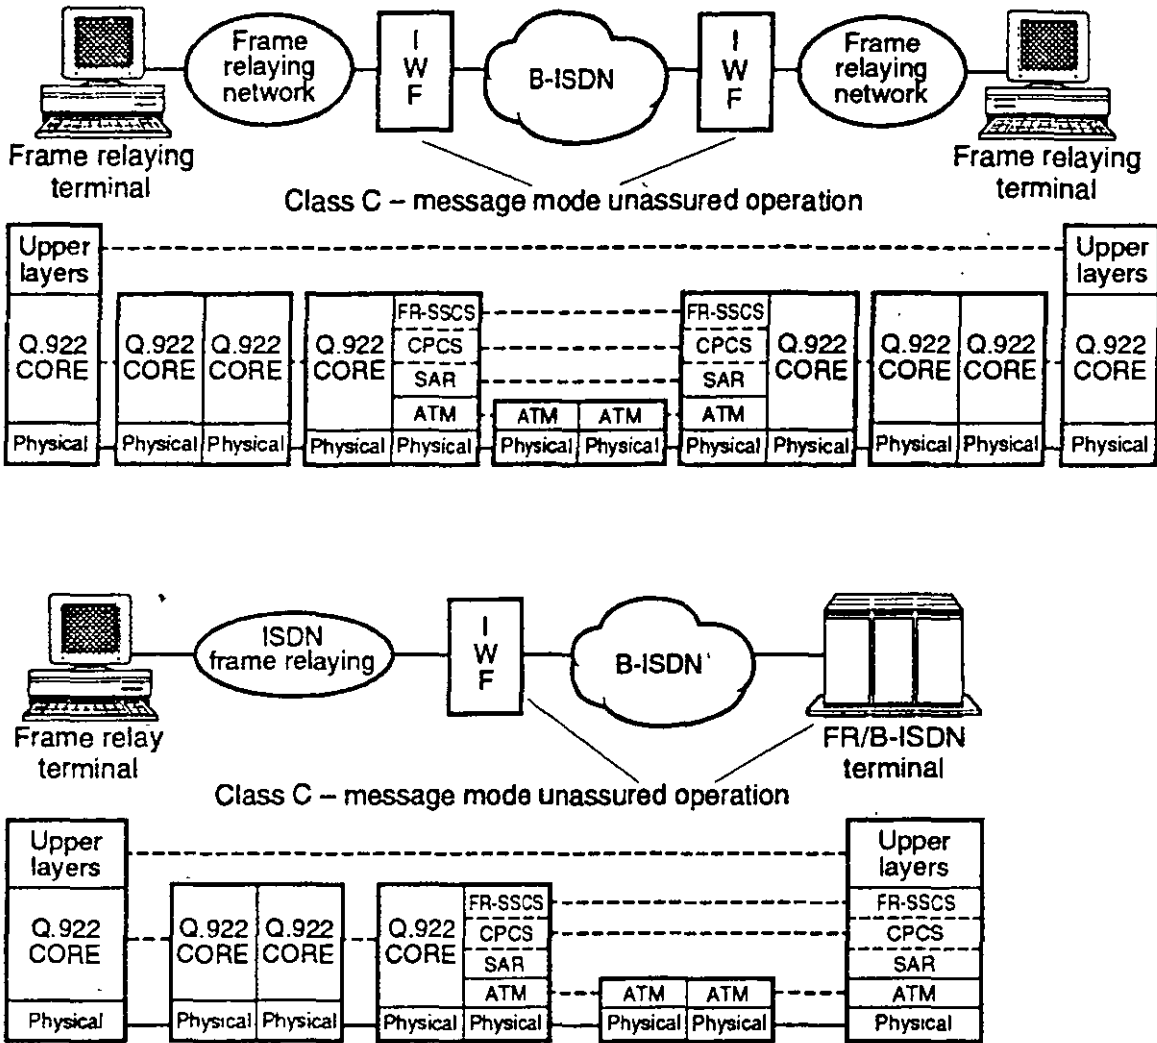 Frame
relaying
network
I
W
F
B-ISDN
I
W
F
Frame
relaying
network
Frame relaying
terminal
Frame relaying
terminal
Class C – message mode unassured operation
Upper
layers
Upper
layers
Q.922
CORE
Q.922
CORE
Q.922
CORE
Q.922
CORE
FR-SSCS
CPCS
SAR
ATM
ATM
ATM
FR-SSCS
CPCS
SAR
ATM
Q.922
CORE
Q.922
CORE
Q.922
CORE
Q.922
CORE
Physical
Physical
Physical
Physical
Physical
Physical
Physical
Physical
Physical
Physical
Physical
Physical
ISDN
frame relaying
I
W
F
B-ISDN
Frame relay
terminal
FR/B-ISDN
terminal
Class C – message mode unassured operation
Upper
layers
Upper
layers
Q.922
CORE
Q.922
CORE
Q.922
CORE
Q.922
CORE
FR-SSCS
CPCS
SAR
ATM
ATM
ATM
FR-SSCS
CPCS
SAR
ATM
Physical
Physical
Physical
Physical
Physical
Physical
Physical
Physical